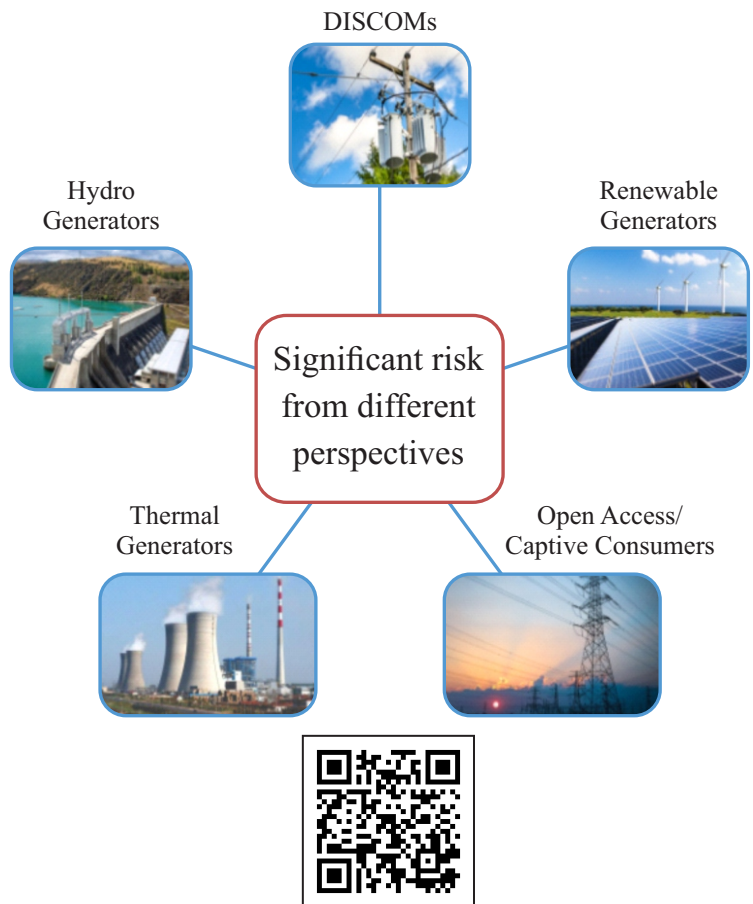 DISCOMs
Hydro
Generators
Renewable
Generators
Significant risk
from different
perspectives
Thermal
Generators
Open Access/
Captive Consumers